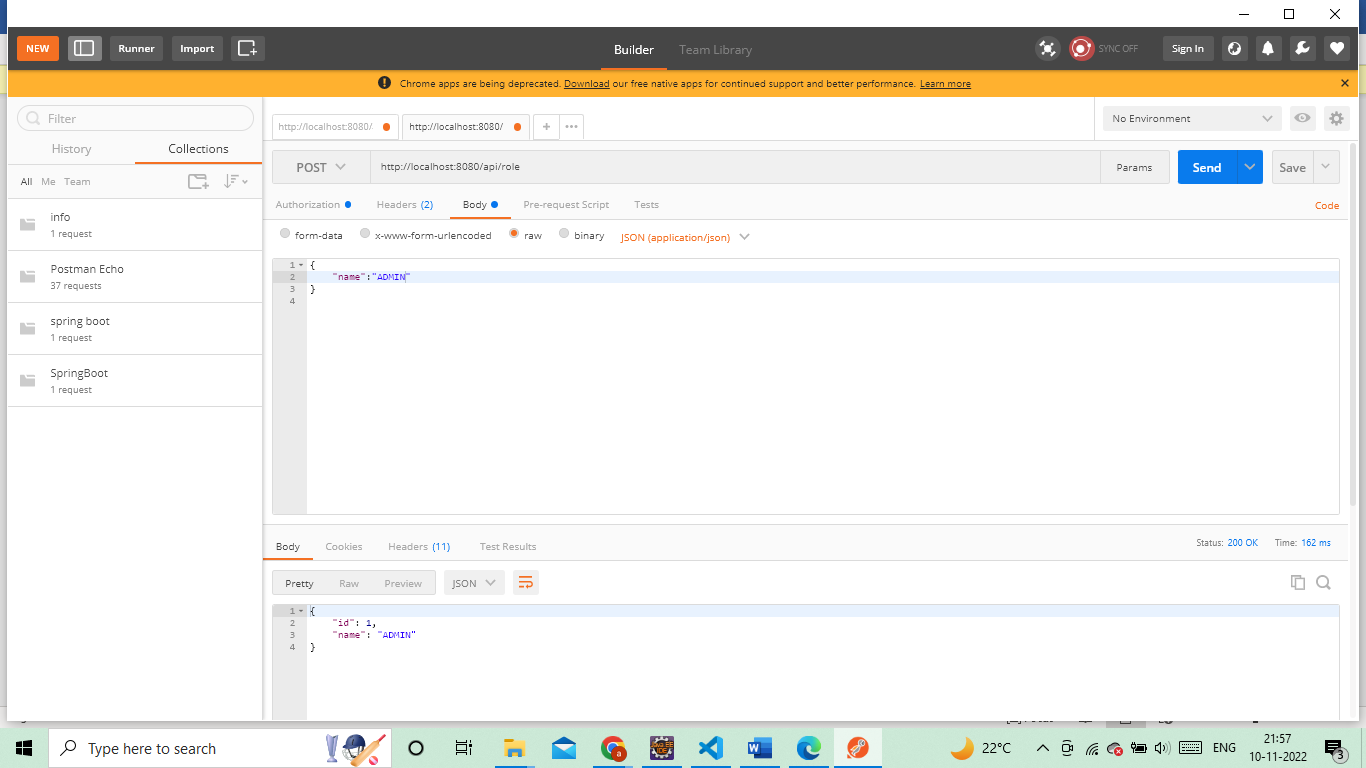 NEW Runner Import Builder Team Library SYNC OFF Sign In
Chrome apps are being deprecated. Download our free native apps for continued support and better performance. Learn more
Filter
History Collections
All Me Team
info
1 request
Postman Echo
37 requests
spring boot
1 request
SpringBoot
1 request
http://localhost:8080/ http://localhost:8080/ + ••• No Environment
POST http://localhost:8080/api/role Params Send Save
Authorization Headers (2) Body Pre-request Script Tests Code
form-data x-www-form-urlencoded raw binary JSON (application/json)
1 {
2 "name":"ADMIN"
3 }
4
Body Cookies Headers (11) Test Results Status: 200 OK Time: 162 ms
Pretty Raw Preview JSON
1 {
2 "id": 1,
3 "name": "ADMIN"
4 }
Type here to search 22°C ENG 21:57
10-11-2022 3